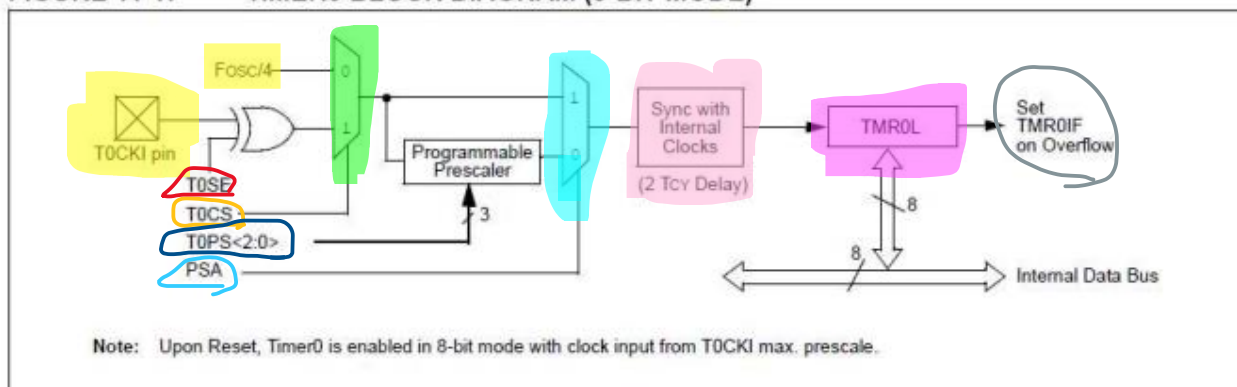 Fosc/4
0
1
T0CKI pin
T0SE
T0CS
T0PS<2:0>
PSA
Programmable
Prescaler
3
1
0
Sync with
Internal
Clocks
(2 TCY Delay)
TMR0L
Set
TMR0IF
on Overflow
8
8
Internal Data Bus
Note: Upon Reset, Timer0 is enabled in 8-bit mode with clock input from T0CKI max. prescale.